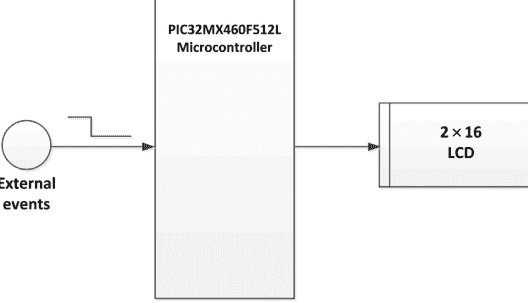 PIC32MX460F512L
Microcontroller
External
events
2 × 16
LCD